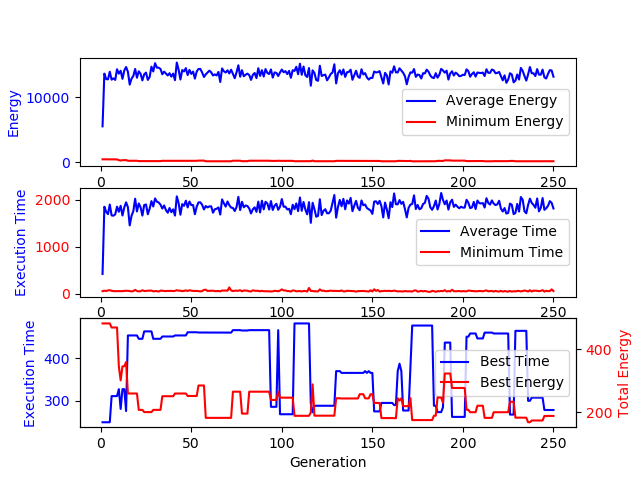 Energy
10000
0
Average Energy
Minimum Energy
0 50 100 150 200 250
Execution Time
2000
1000
0
Average Time
Minimum Time
0 50 100 150 200 250
Execution Time
400
300
Best Time
Best Energy
400
200
Total Energy
0 50 100 150 200 250
Generation